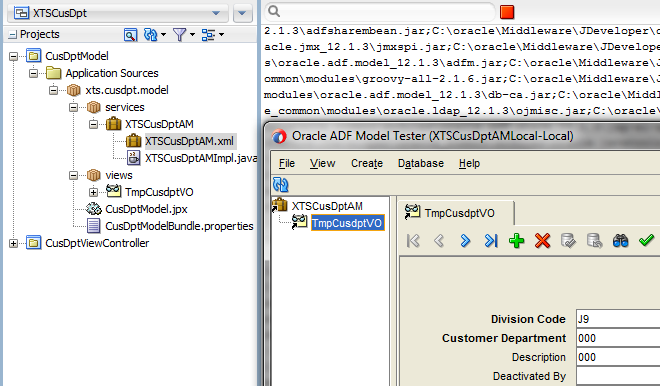 XTSCusDpt
Projects
CusDptModel
Application Sources
xts.cusdpt.model
services
XTSCusDptAM
XTSCusDptAM.xml
XTSCusDptAMImpl.java
views
TmpCusdptVO
CusDptModel.jpx
CusDptModelBundle.properties
CusDptViewController
2.1.3\adfsharembean.jar;C:\oracle\Middleware\JDeveloper\o
acle.jmx_12.1.3\jmxspi.jar;C:\oracle\Middleware\JDevelope
s\oracle.adf.model_12.1.3\adfm.jar;C:\oracle\Middleware\J
ommon\modules\groovy-all-2.1.6.jar;C:\oracle\Middleware\J
modules\oracle.adf.model_12.1.3\db-ca.jar;C:\oracle\Middl
e_common\modules\oracle.ldap_12.1.3\ojmisc.jar;C:\oracle\
Oracle ADF Model Tester (XTSCusDptAMLocal-Local)
File View Create Database Help
XTSCusDptAM
TmpCusdptVO
TmpCusdptVO
Division Code J9
Customer Department 000
Description 000
Deactivated By